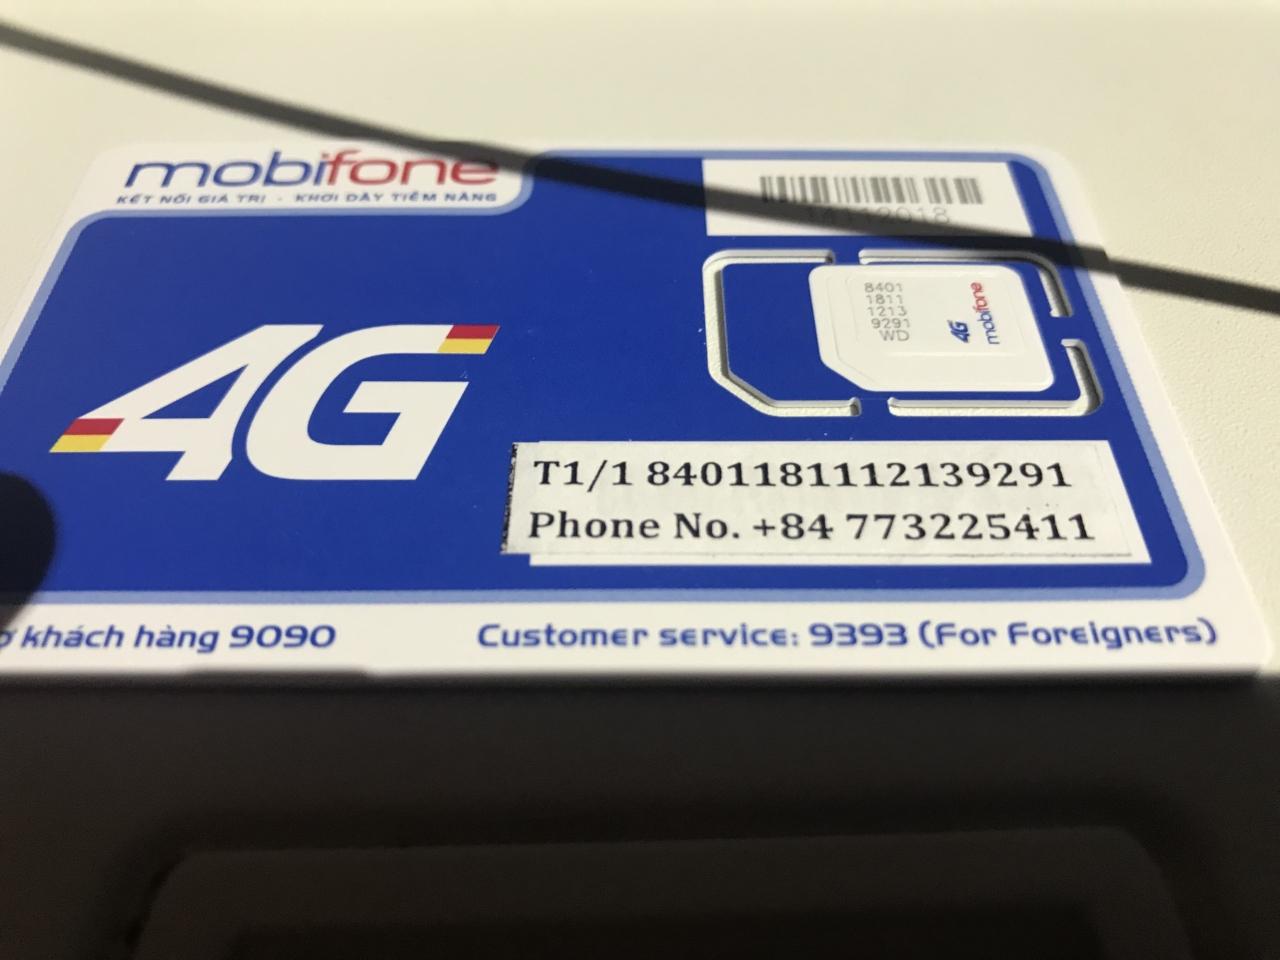 mobifone
KẾT NỐI GIÁ TRỊ - KHƠI DẬY TIỀM NĂNG
14112018
8401
1811
1213
9291
WD
4G
mobifone
4G
T1/1 8401181112139291
Phone No. +84 773225411
khách hàng 9090
Customer service: 9393 (For Foreigners)